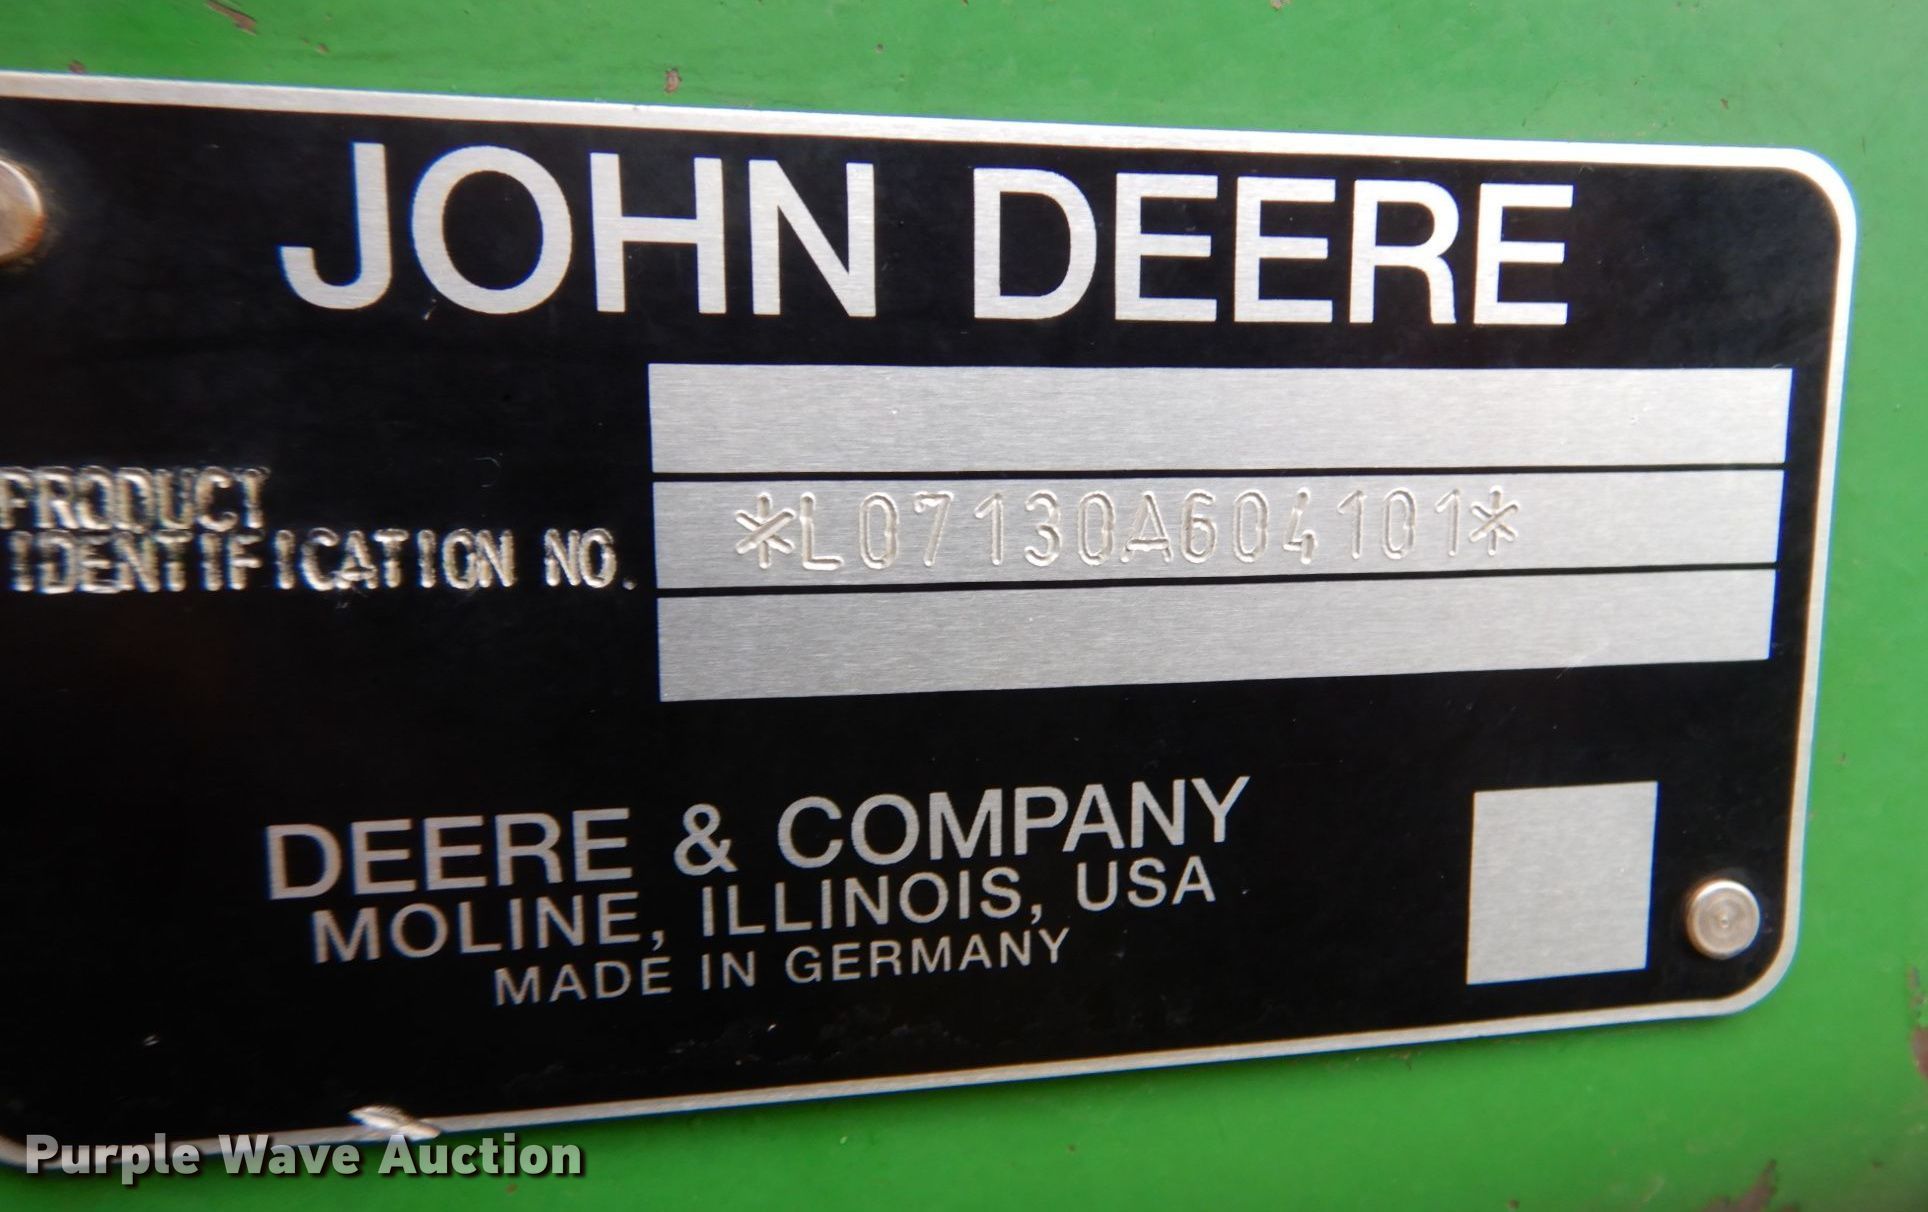 JOHN DEERE
PRODUCT
IDENTIFICATION NO.
*L07130A604101*
DEERE & COMPANY
MOLINE, ILLINOIS, USA
MADE IN GERMANY
Purple Wave Auction